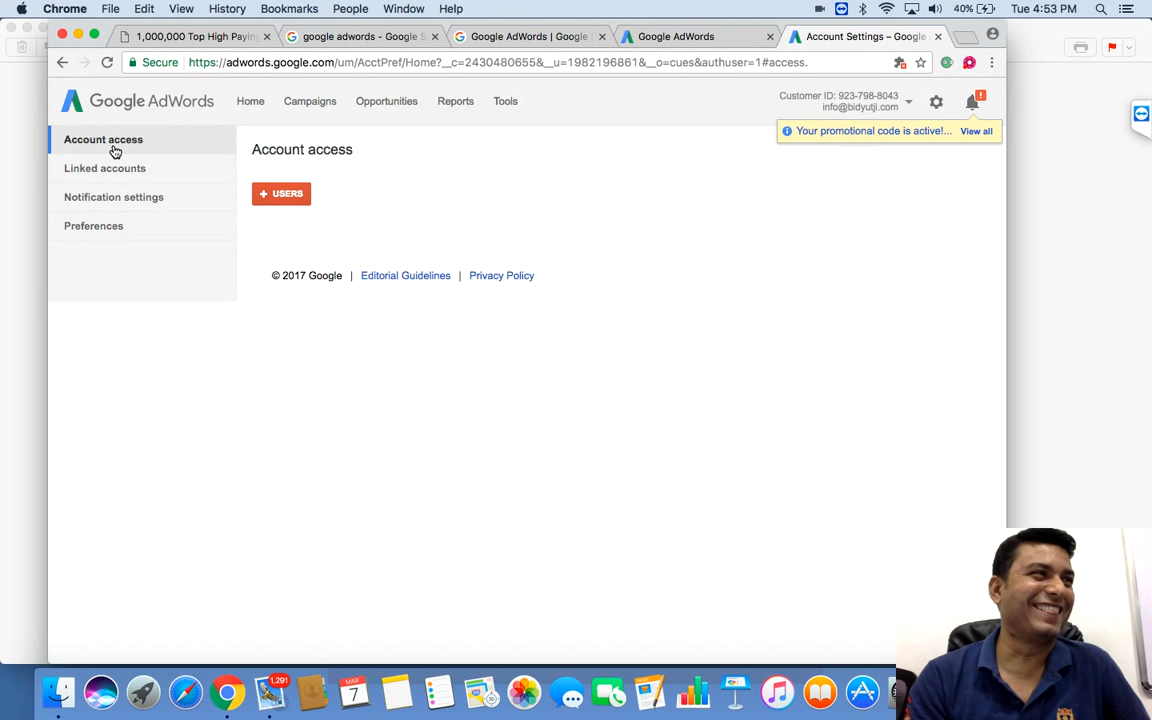 Chrome File Edit View History Bookmarks People Window Help 40% Tue 4:53 PM
1,000,000 Top High Paying
google adwords - Google S
Google AdWords | Google
Google AdWords
Account Settings – Google
Secure https://adwords.google.com/um/AcctPref/Home?__c=2430480655&__u=1982196861&__o=cues&authuser=1#access.
Google AdWords Home Campaigns Opportunities Reports Tools
Customer ID: 923-798-8043
info@bidyutji.com
!
Your promotional code is active!... View all
Account access
Linked accounts
Notification settings
Preferences
Account access
+ USERS
© 2017 Google | Editorial Guidelines | Privacy Policy
1,291
MAR
7